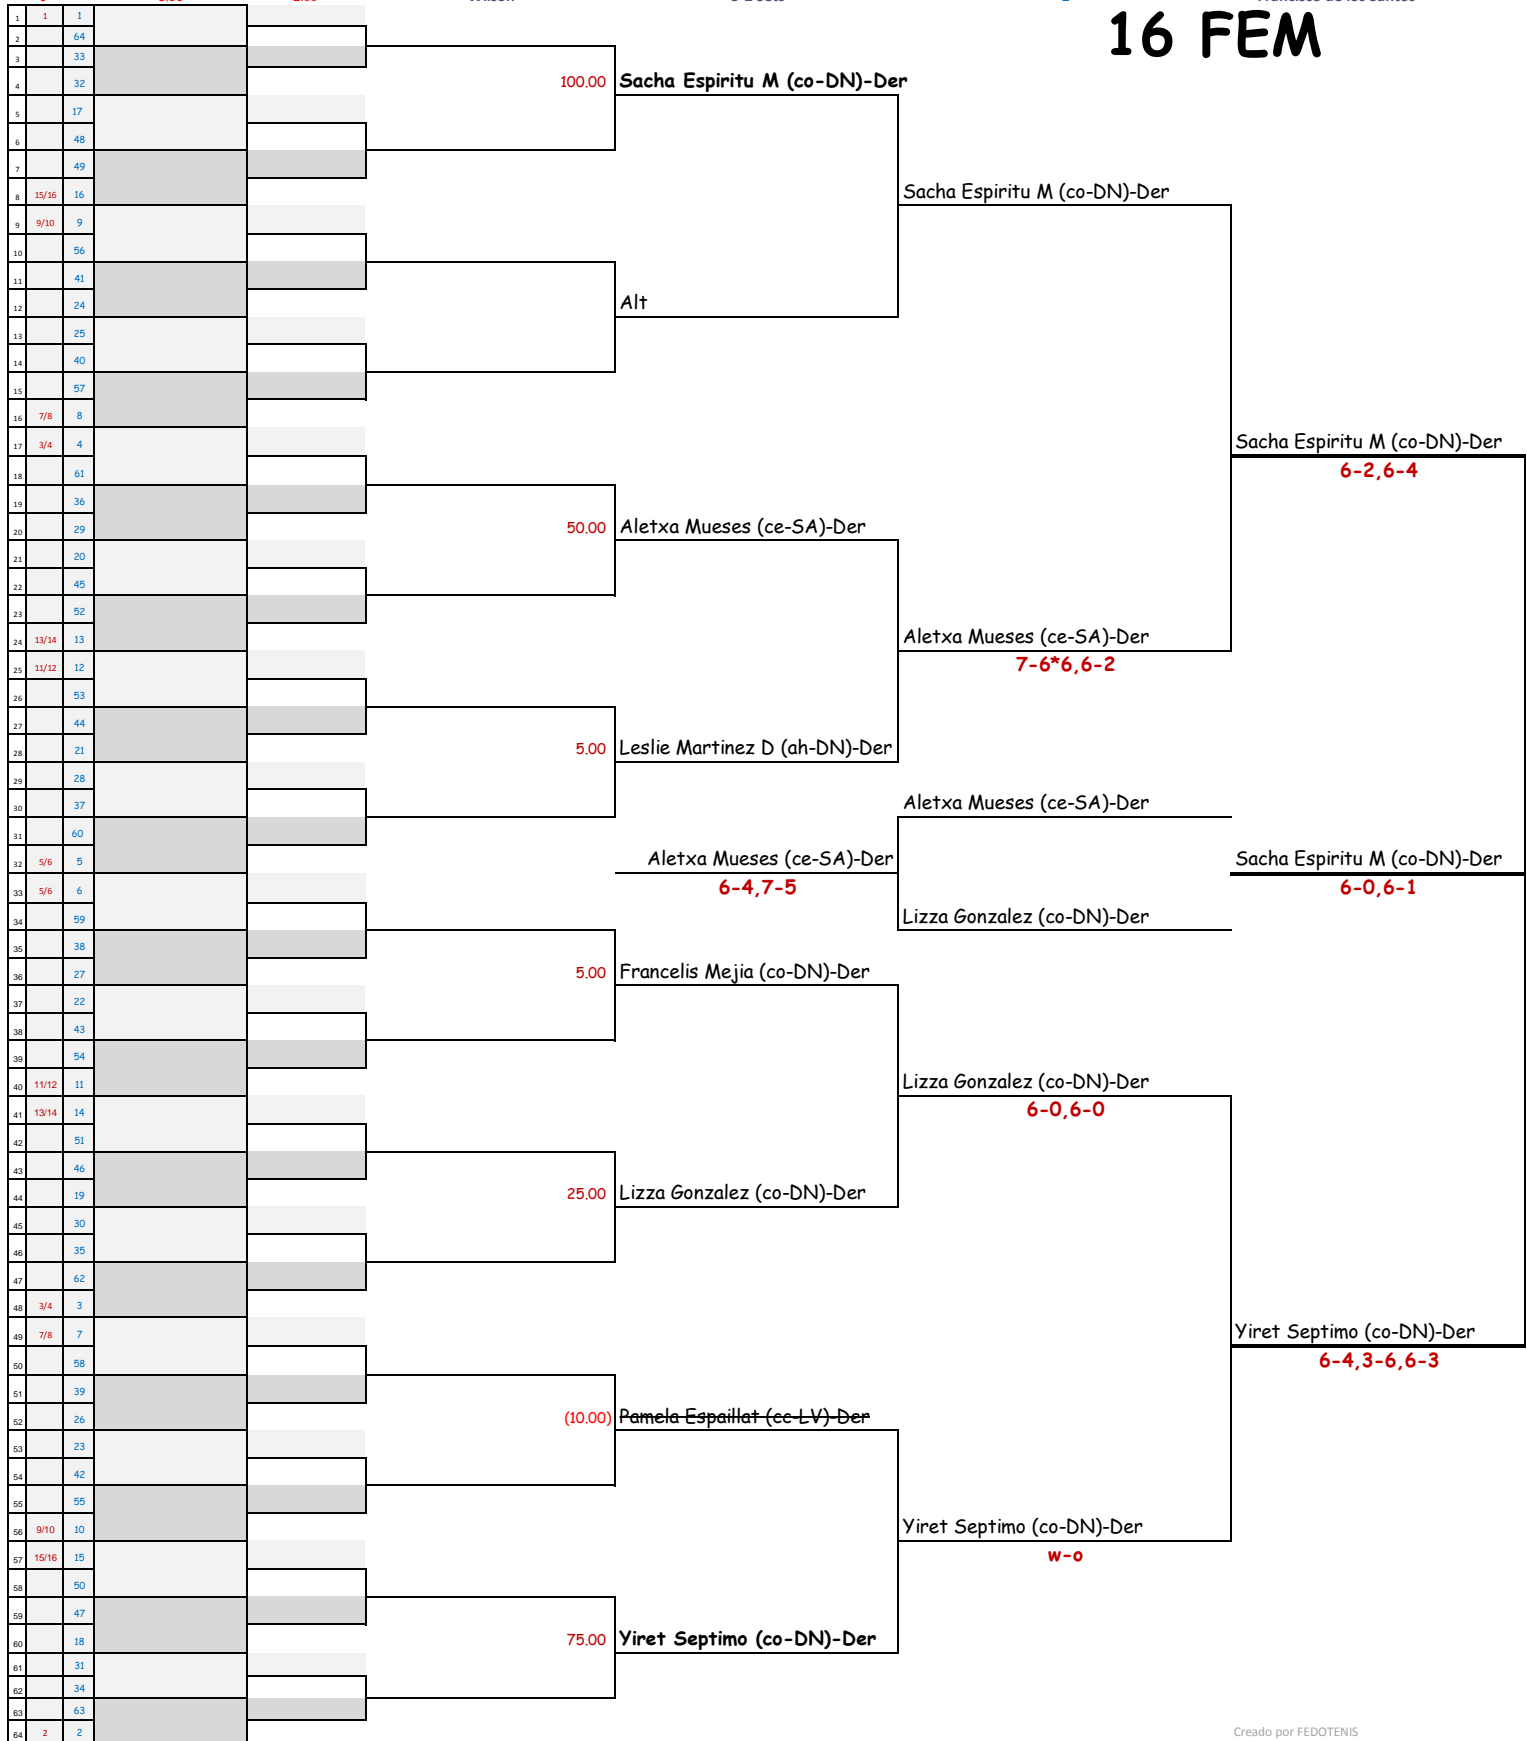 16 FEM
1 1 1
2 64
3 33
4 32
100.00 Sacha Espiritu M (co-DN)-Der
5 17
6 48
7 49
8 15/16 16
Sacha Espiritu M (co-DN)-Der
9 9/10 9
10 56
11 41
12 24
Alt
13 25
14 40
15 57
16 7/8 8
17 3/4 4
Sacha Espiritu M (co-DN)-Der
6-2,6-4
18 61
19 36
20 29
50.00 Aletxa Mueses (ce-SA)-Der
21 20
22 45
23 52
24 13/14 13
Aletxa Mueses (ce-SA)-Der
7-6*6,6-2
25 11/12 12
26 53
27 44
28 21
5.00 Leslie Martinez D (ah-DN)-Der
29 28
30 37
Aletxa Mueses (ce-SA)-Der
31 60
32 5/6 5
Aletxa Mueses (ce-SA)-Der
6-4,7-5
Sacha Espiritu M (co-DN)-Der
6-0,6-1
33 5/6 6
34 59
Lizza Gonzalez (co-DN)-Der
35 38
36 27
5.00 Francelis Mejia (co-DN)-Der
37 22
38 43
39 54
40 11/12 11
Lizza Gonzalez (co-DN)-Der
6-0,6-0
41 13/14 14
42 51
43 46
44 19
25.00 Lizza Gonzalez (co-DN)-Der
45 30
46 35
47 62
48 3/4 3
49 7/8 7
Yiret Septimo (co-DN)-Der
6-4,3-6,6-3
50 58
51 39
52 26
(10.00) Pamela Espaillat (cc-LV)-Der
53 23
54 42
55 55
56 9/10 10
Yiret Septimo (co-DN)-Der
w-o
57 15/16 15
58 50
59 47
60 18
75.00 Yiret Septimo (co-DN)-Der
61 31
62 34
63 63
64 2 2
Creado por FEDOTENIS